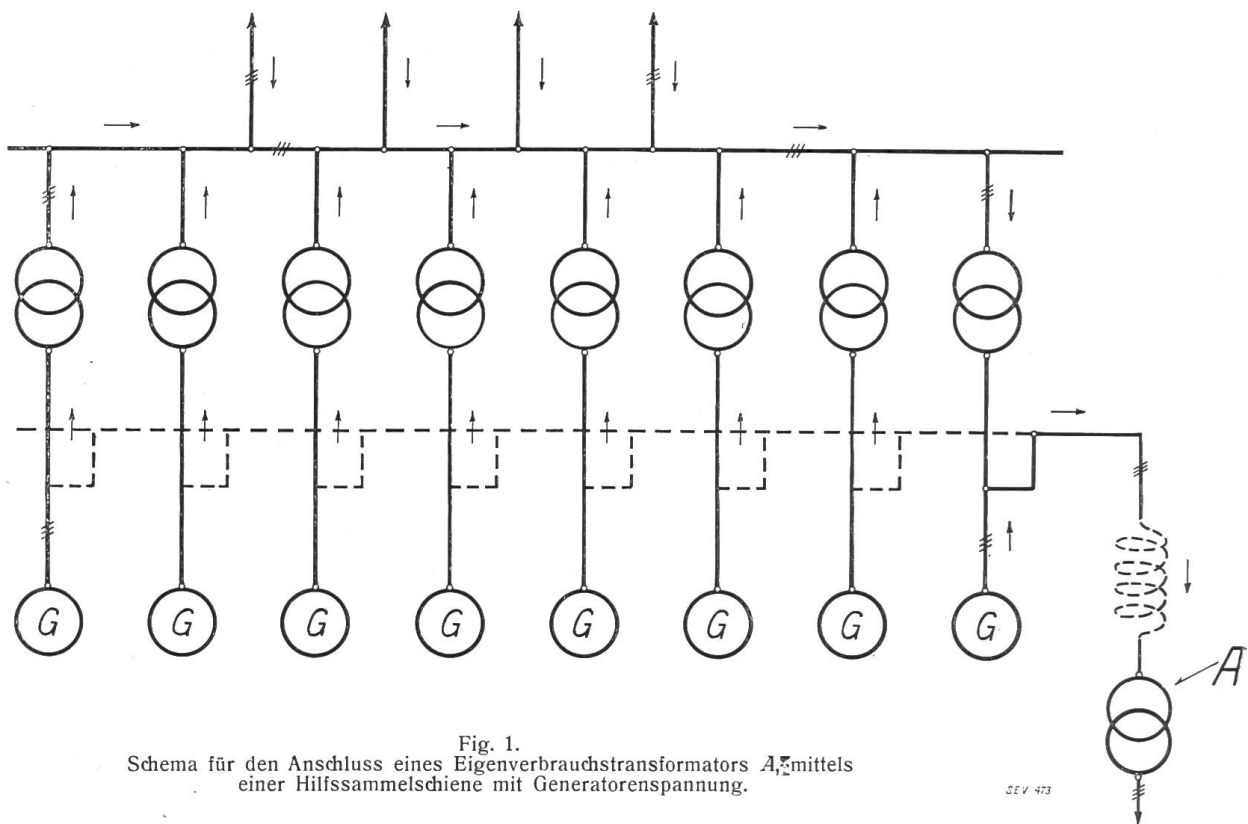 G G G G G G G G
A
Fig. 1.
Schema für den Anschluss eines Eigenverbrauchstransformators A, mittels
einer Hilfssammelschiene mit Generatorenspannung.
SEV 473